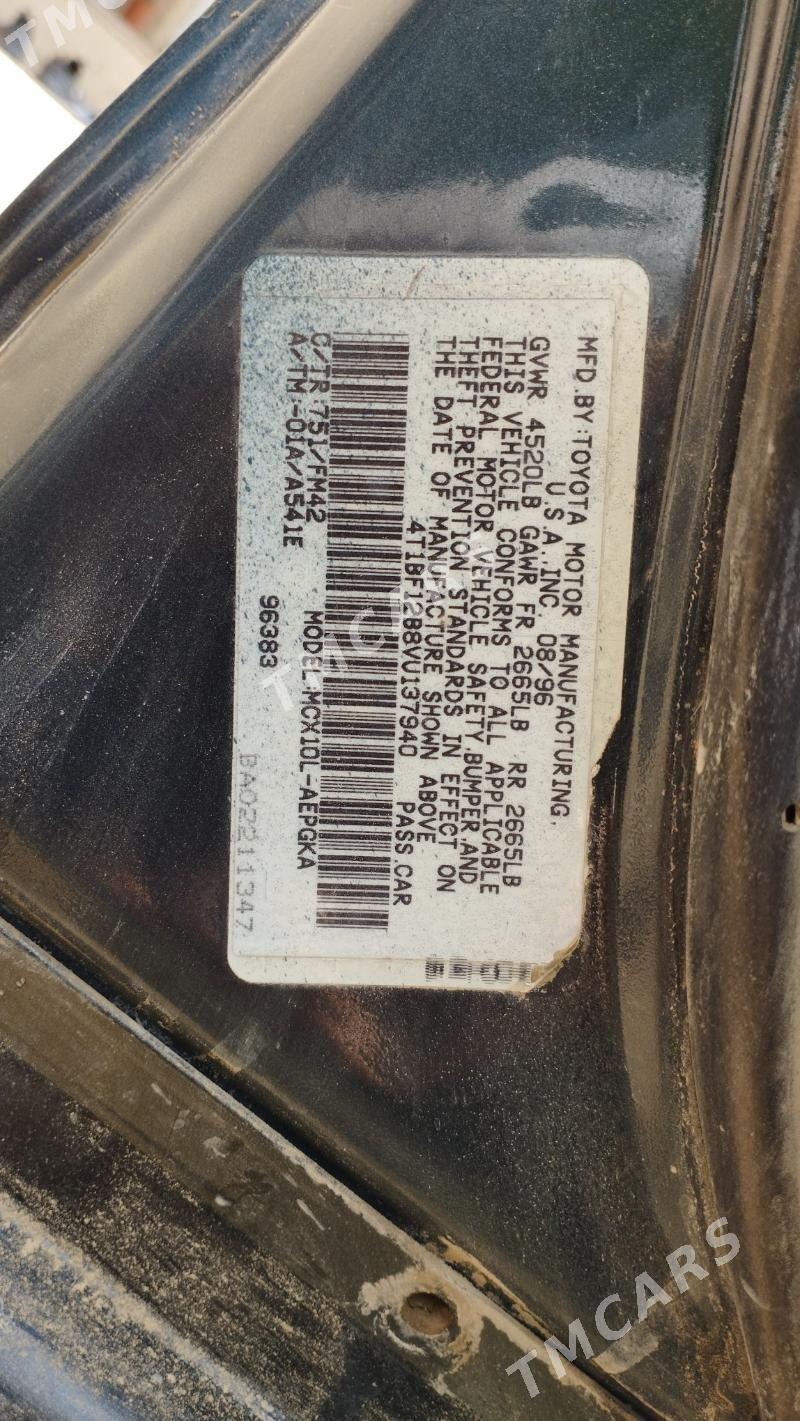 MFD.BY:TOYOTA MOTOR MANUFACTURING,
U.S.A.,INC. 08/96
GVWR 4520LB GAWR FR 2665LB RR 2665LB
THIS VEHICLE CONFORMS TO ALL APPLICABLE
FEDERAL MOTOR VEHICLE SAFETY,BUMPER,AND
THEFT PREVENTION STANDARDS IN EFFECT ON
THE DATE OF MANUFACTURE SHOWN ABOVE
4T1BF12B8VU137940 PASS.CAR
C/TR:751/FM42 MODEL:MCX10L-AEPGKA
A/TM:-01A/A541E
96383
BA02211347
TMCARS
TMCARS